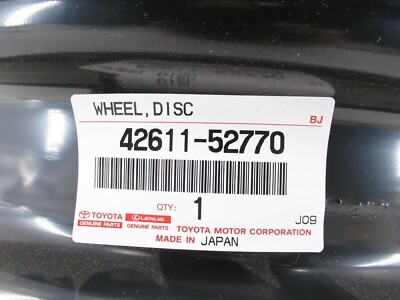 WHEEL, DISC
BJ
42611-52770
QTY: 1
J09
TOYOTA GENUINE PARTS
LEXUS GENUINE PARTS
TOYOTA MOTOR CORPORATION
MADE IN JAPAN